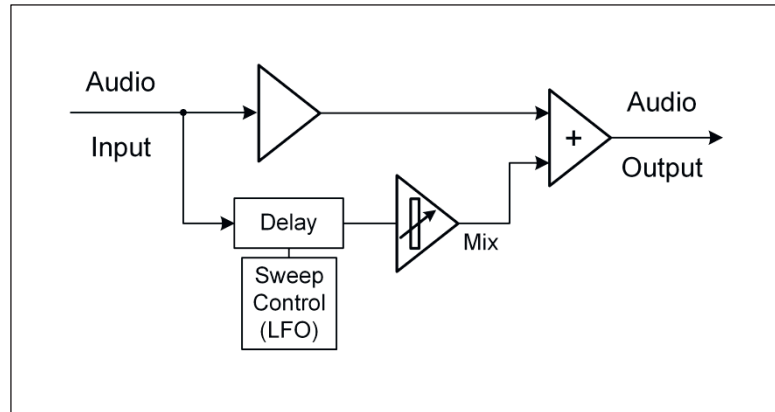 Audio
Input
Delay
Sweep
Control
(LFO)
Mix
+
Audio
Output